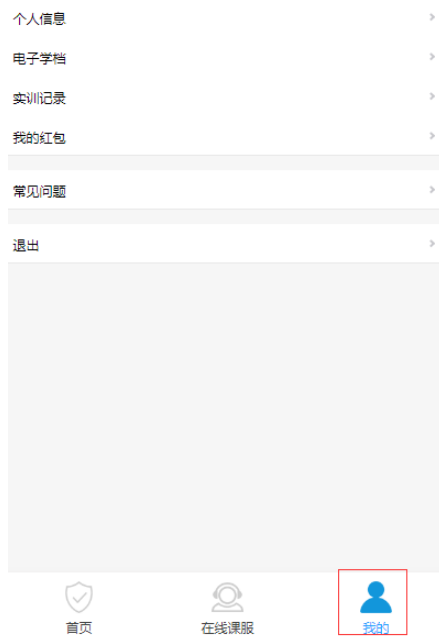 个人信息
电子学档
实训记录
我的红包
常见问题
退出
首页
在线课服
我的